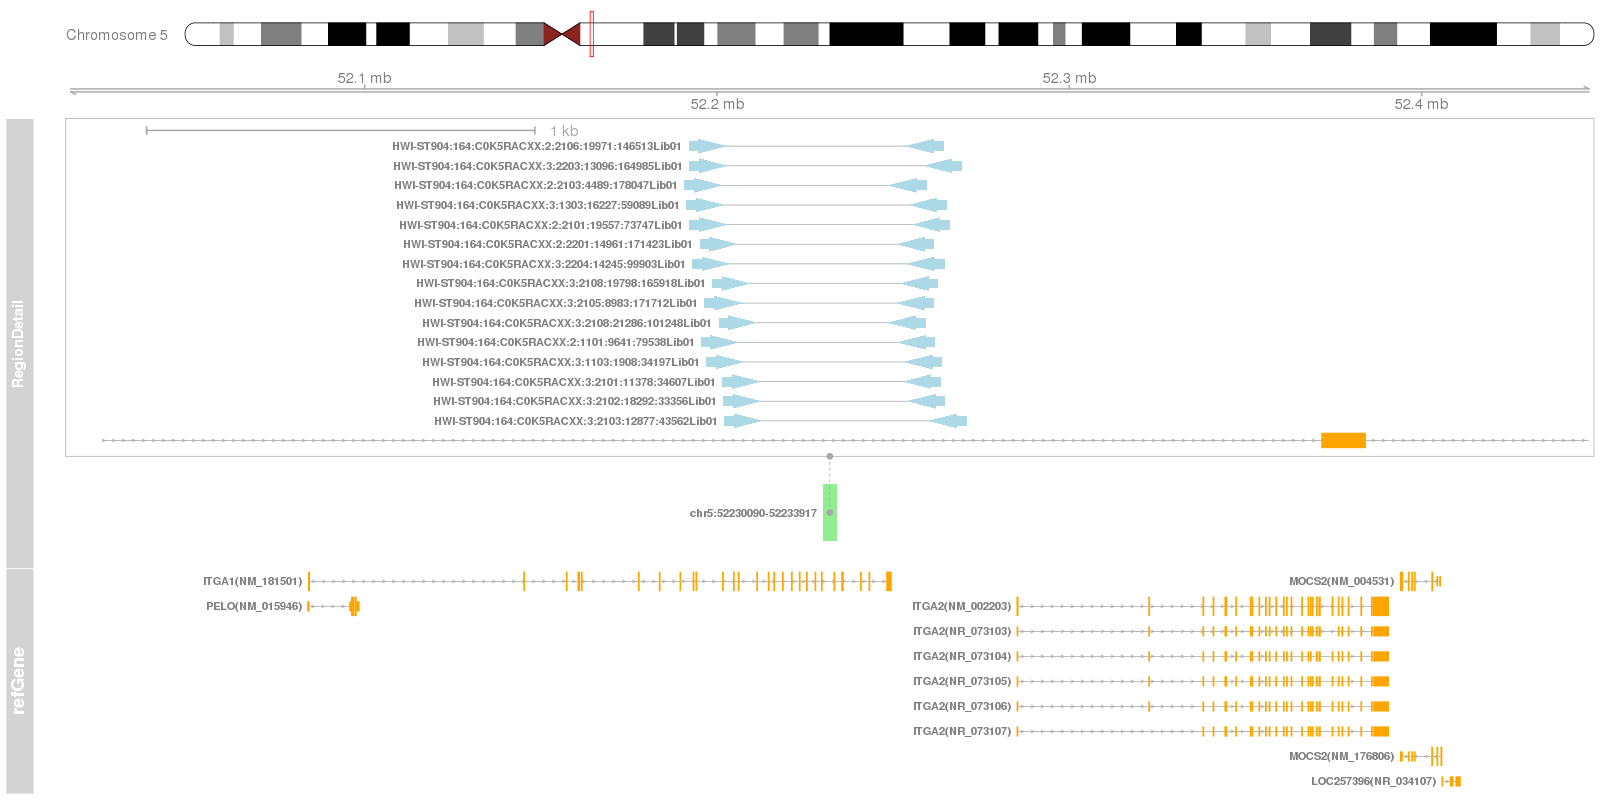 Chromosome 5
52.1 mb
52.3 mb
52.2 mb
52.4 mb
RegionDetail
1 kb
HWI-ST904:164:C0K5RACXX:2:2106:19971:146513Lib01
HWI-ST904:164:C0K5RACXX:3:2203:13096:164985Lib01
HWI-ST904:164:C0K5RACXX:2:2103:4489:178047Lib01
HWI-ST904:164:C0K5RACXX:3:1303:16227:59089Lib01
HWI-ST904:164:C0K5RACXX:2:2101:19557:73747Lib01
HWI-ST904:164:C0K5RACXX:2:2201:14961:171423Lib01
HWI-ST904:164:C0K5RACXX:3:2204:14245:99903Lib01
HWI-ST904:164:C0K5RACXX:3:2108:19798:165918Lib01
HWI-ST904:164:C0K5RACXX:3:2105:8983:171712Lib01
HWI-ST904:164:C0K5RACXX:3:2108:21286:101248Lib01
HWI-ST904:164:C0K5RACXX:2:1101:9641:79538Lib01
HWI-ST904:164:C0K5RACXX:3:1103:1908:34197Lib01
HWI-ST904:164:C0K5RACXX:3:2101:11378:34607Lib01
HWI-ST904:164:C0K5RACXX:3:2102:18292:33356Lib01
HWI-ST904:164:C0K5RACXX:3:2103:12877:43562Lib01
chr5:52230090-52233917
refGene
ITGA1(NM_181501)
MOCS2(NM_004531)
PELO(NM_015946)
ITGA2(NM_002203)
ITGA2(NR_073103)
ITGA2(NR_073104)
ITGA2(NR_073105)
ITGA2(NR_073106)
ITGA2(NR_073107)
MOCS2(NM_176806)
LOC257396(NR_034107)